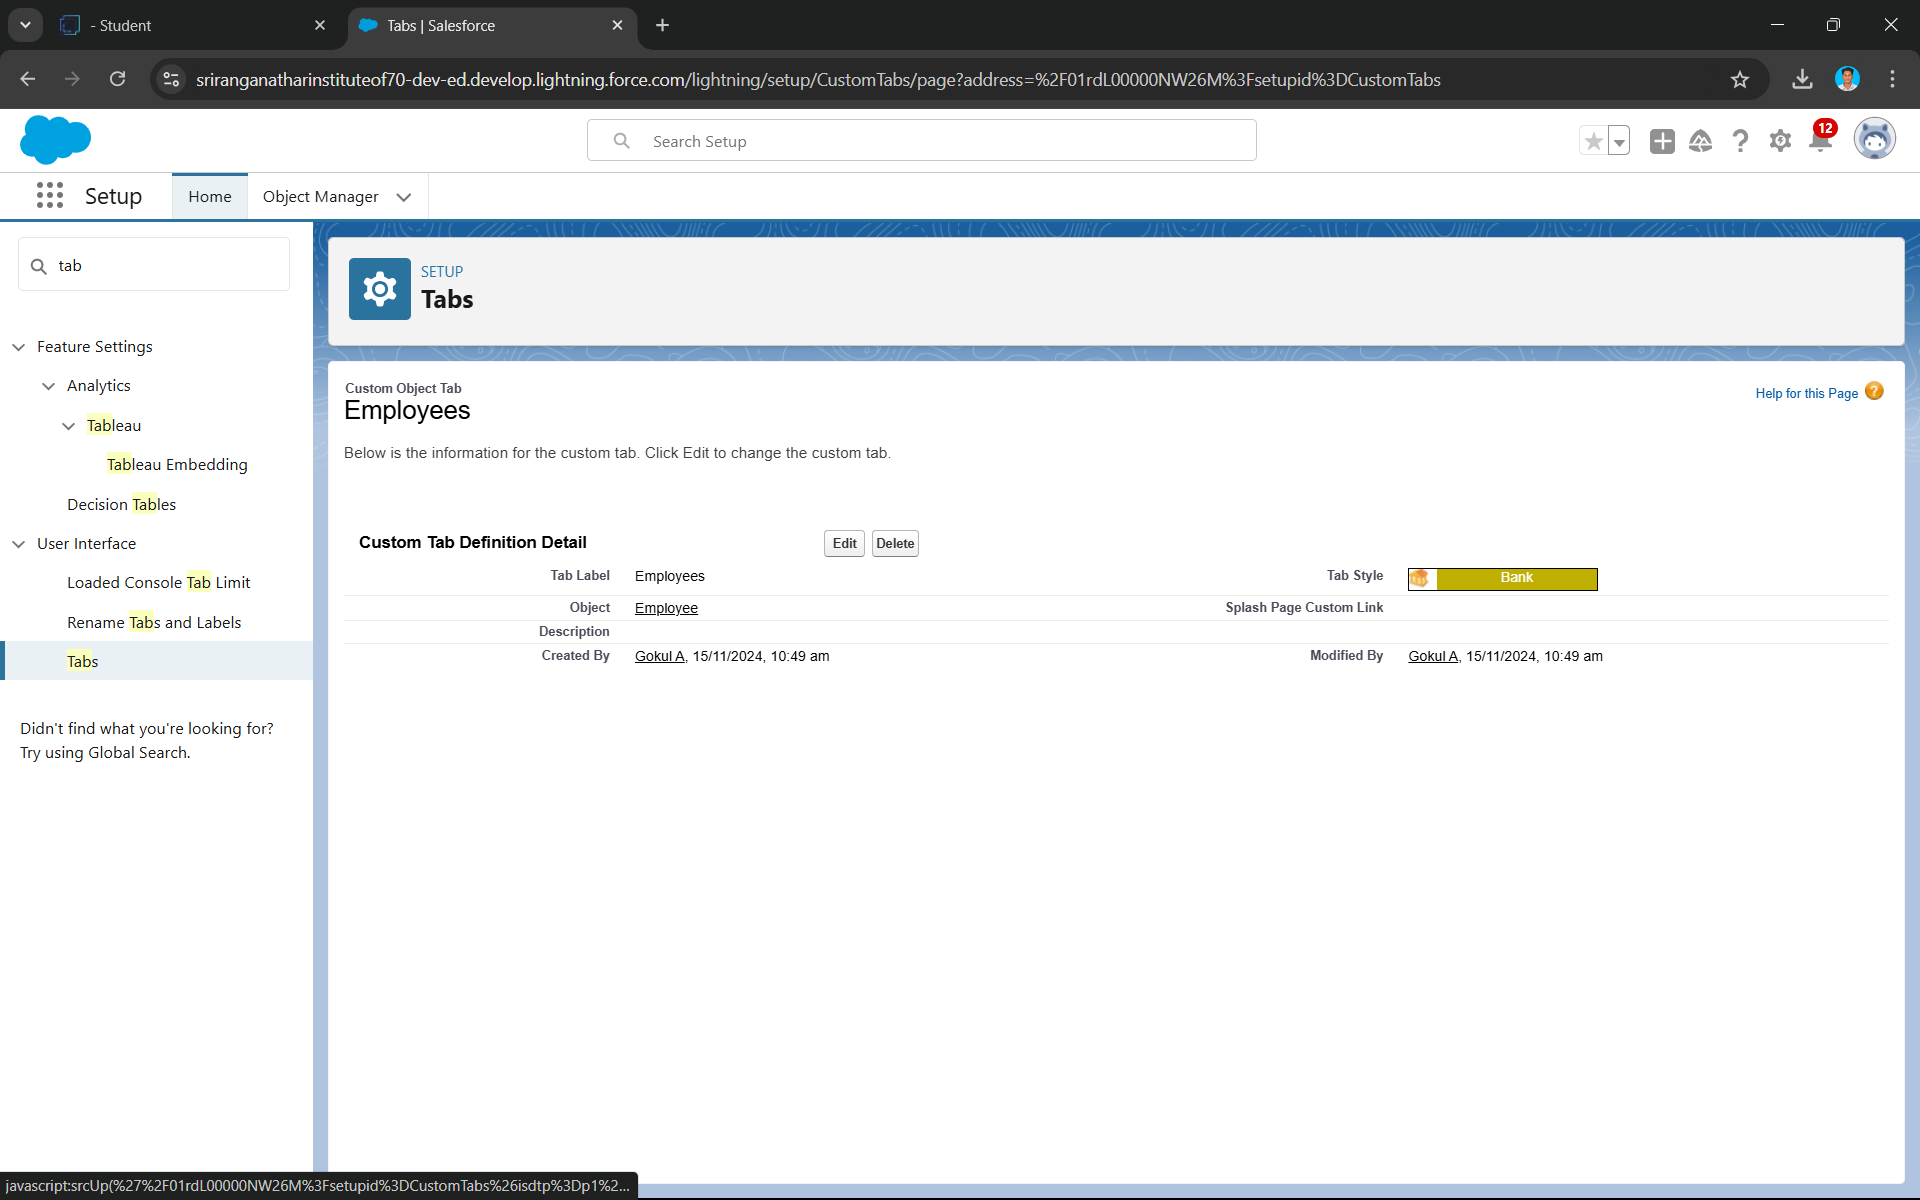 - Student
Tabs | Salesforce
sriranganatharinstituteof70-dev-ed.develop.lightning.force.com/lightning/setup/CustomTabs/page?address=%2F01rdL00000NW26M%3Fsetupid%3DCustomTabs
Search Setup
12
Setup
Home
Object Manager
tab
SETUP
Tabs
Feature Settings
Analytics
Tableau
Tableau Embedding
Decision Tables
User Interface
Loaded Console Tab Limit
Rename Tabs and Labels
Tabs
Didn't find what you're looking for?
Try using Global Search.
Custom Object Tab
Employees
Help for this Page
Below is the information for the custom tab. Click Edit to change the custom tab.
Custom Tab Definition Detail
Edit
Delete
Tab Label Employees Tab Style Bank
Object Employee Splash Page Custom Link
Description
Created By Gokul A, 15/11/2024, 10:49 am Modified By Gokul A, 15/11/2024, 10:49 am
javascript:srcUp(%27%2F01rdL00000NW26M%3Fsetupid%3DCustomTabs%26isdtp%3Dp1%2...